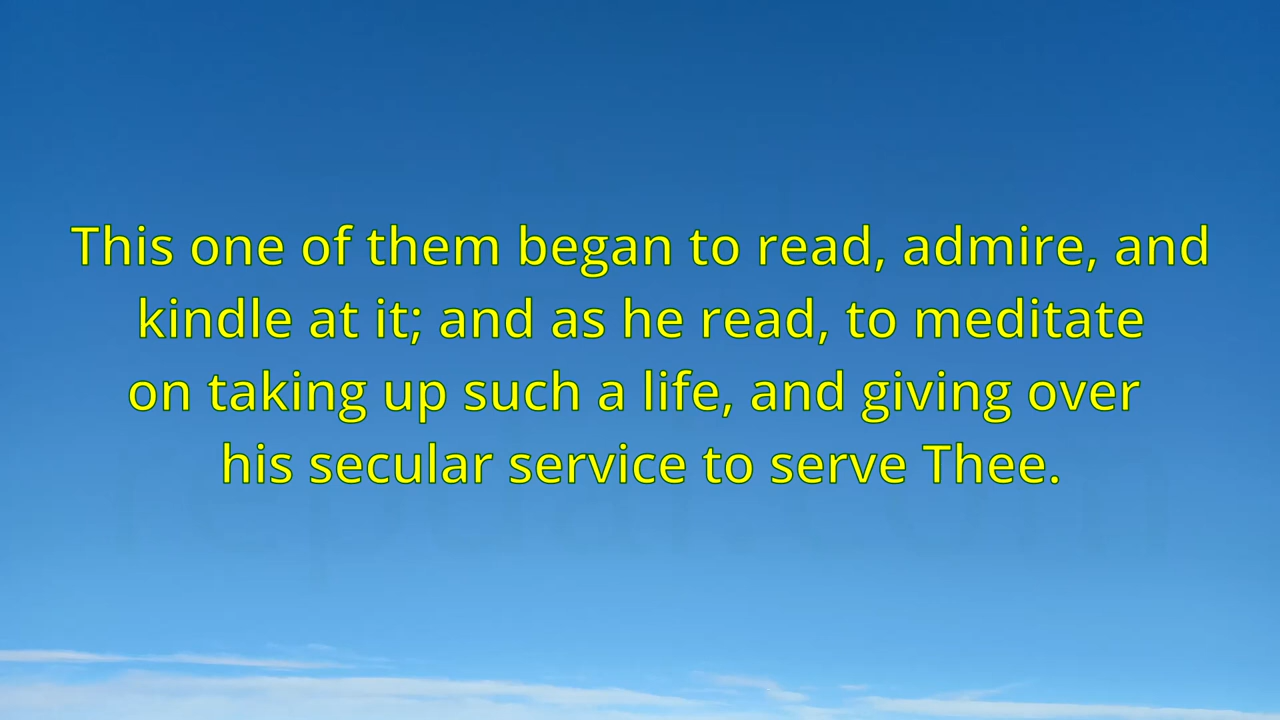 This one of them began to read, admire, and
kindle at it; and as he read, to meditate
on taking up such a life, and giving over
his secular service to serve Thee.